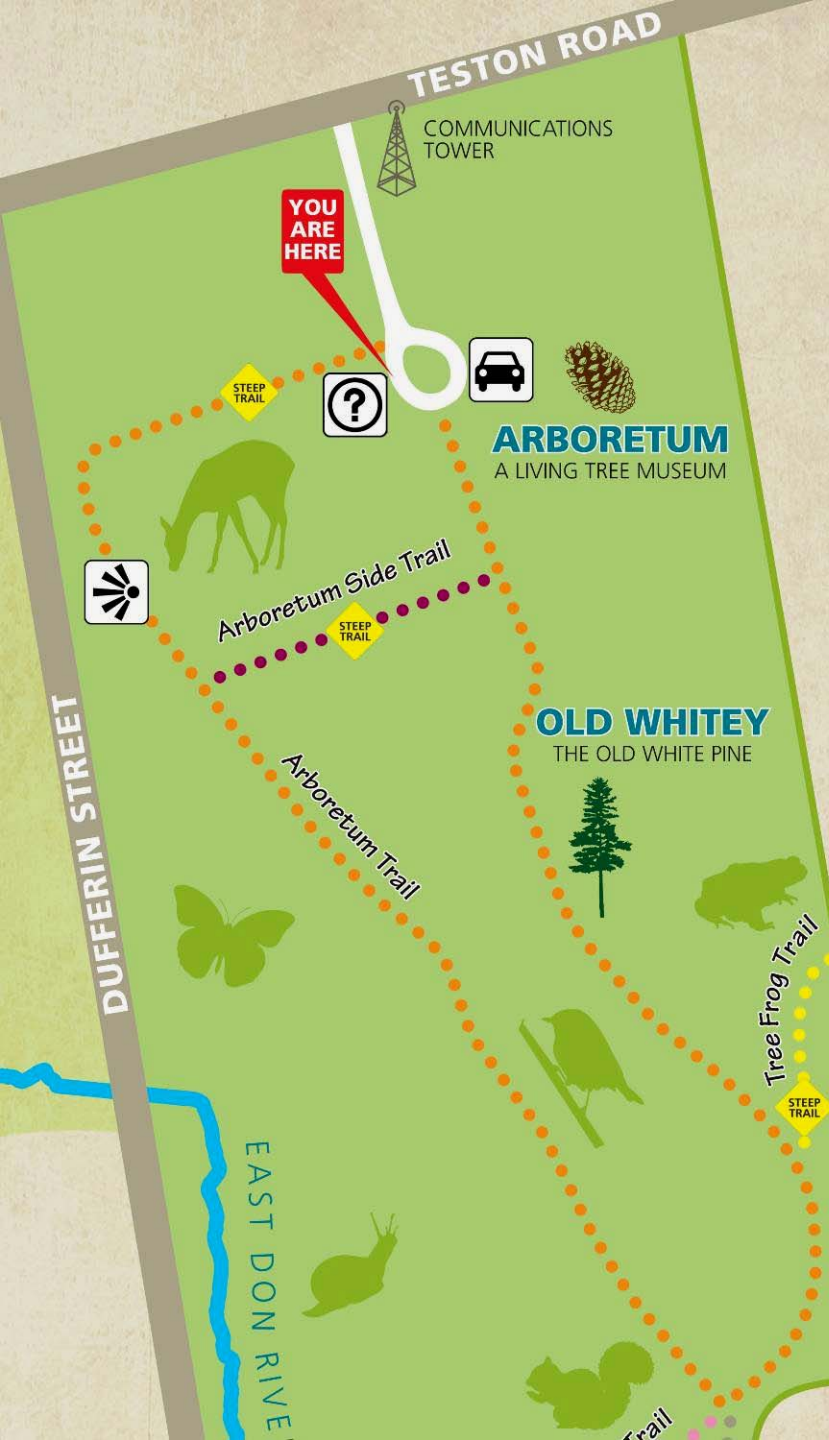 TESTON ROAD
COMMUNICATIONS
TOWER
YOU
ARE
HERE
STEEP
TRAIL
?
ARBORETUM
A LIVING TREE MUSEUM
Arboretum Side Trail
STEEP
TRAIL
OLD WHITEY
THE OLD WHITE PINE
DUFFERIN STREET
Arboretum Trail
Tree Frog Trail
STEEP
TRAIL
EAST DON RIVE
Trail